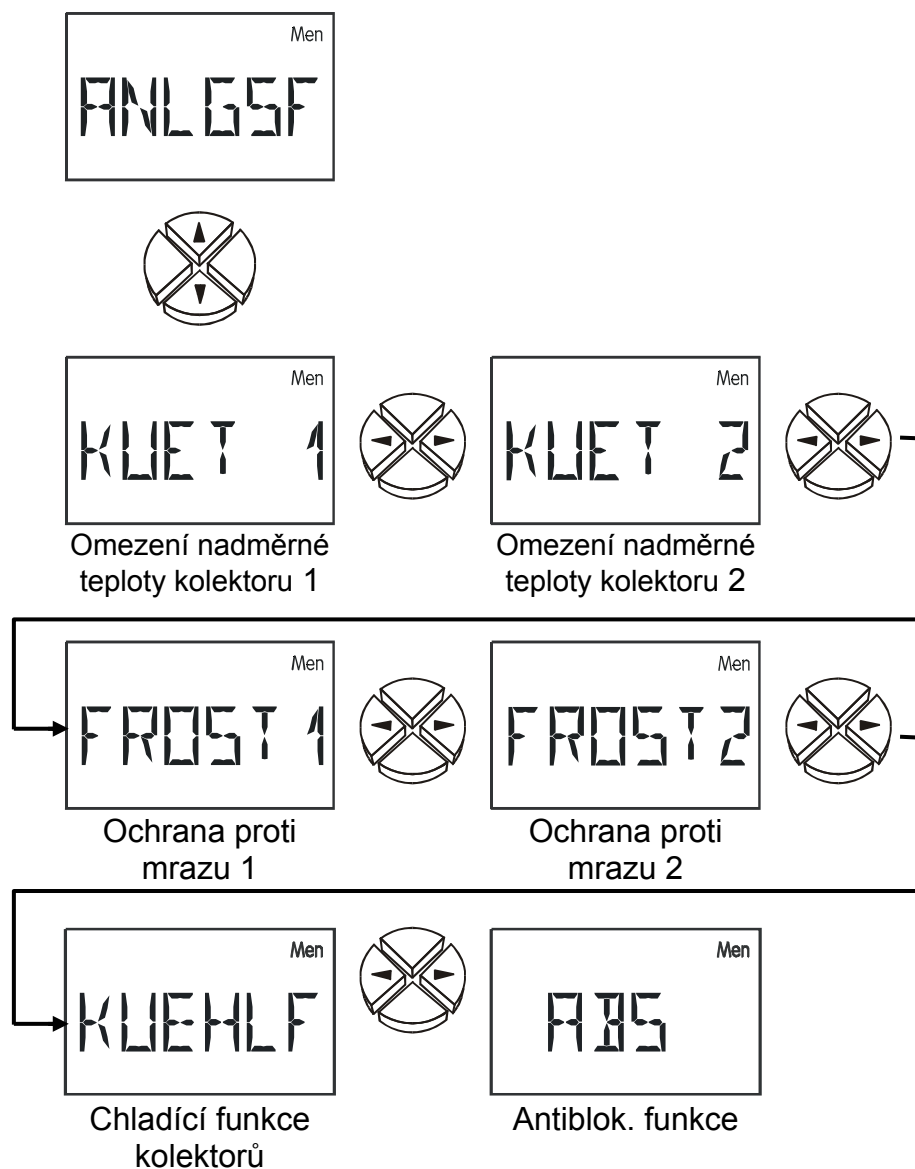 Men
ANLGSF
Men
KUET 1
Men
KUET 2
Omezení nadměrné
teploty kolektoru 1
Omezení nadměrné
teploty kolektoru 2
Men
FROST1
Men
FROST2
Ochrana proti
mrazu 1
Ochrana proti
mrazu 2
Men
KUEHLF
Men
ABS
Chladící funkce
kolektorů
Antiblok. funkce